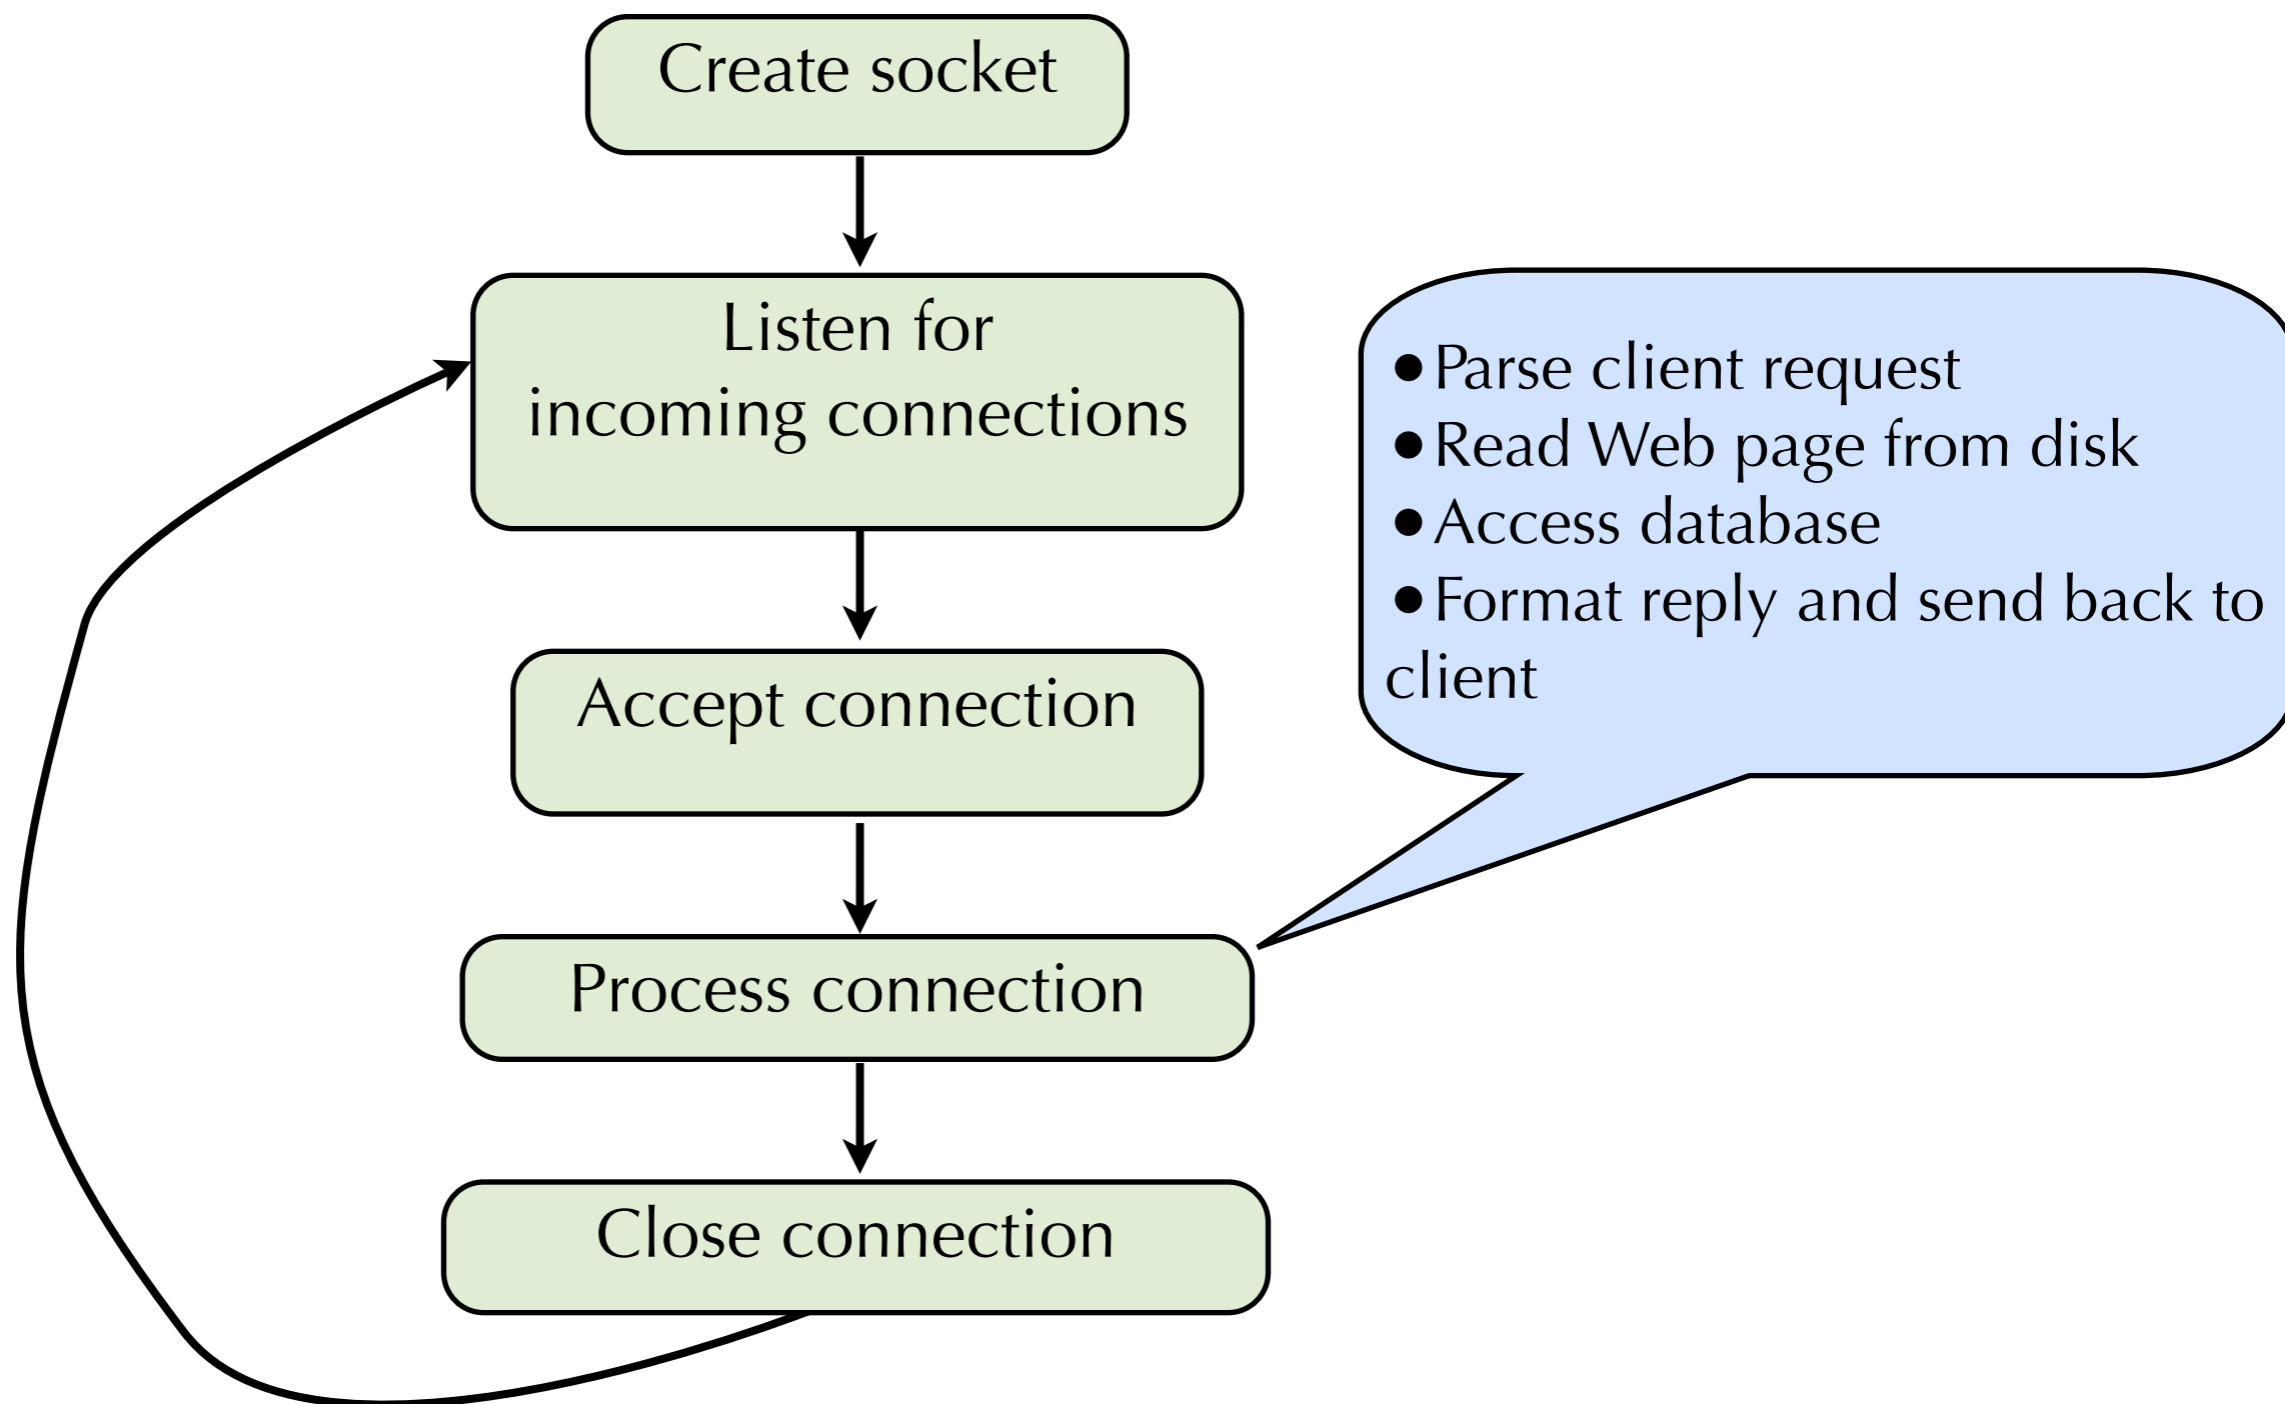 Create socket
Listen for
incoming connections
Accept connection
Process connection
Close connection
•Parse client request
•Read Web page from disk
•Access database
•Format reply and send back to
client